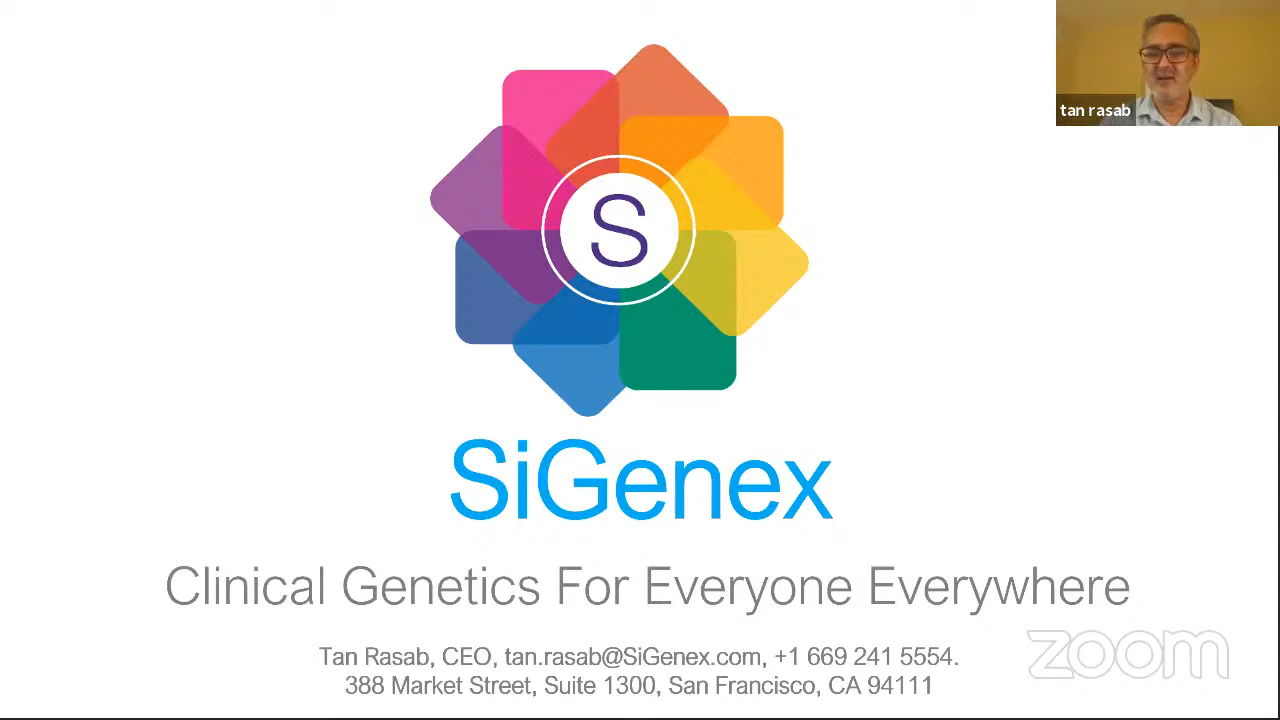 tan rasab
S
SiGenex
Clinical Genetics For Everyone Everywhere
Tan Rasab, CEO, tan.rasab@SiGenex.com, +1 669 241 5554.
388 Market Street, Suite 1300, San Francisco, CA 94111
zoom